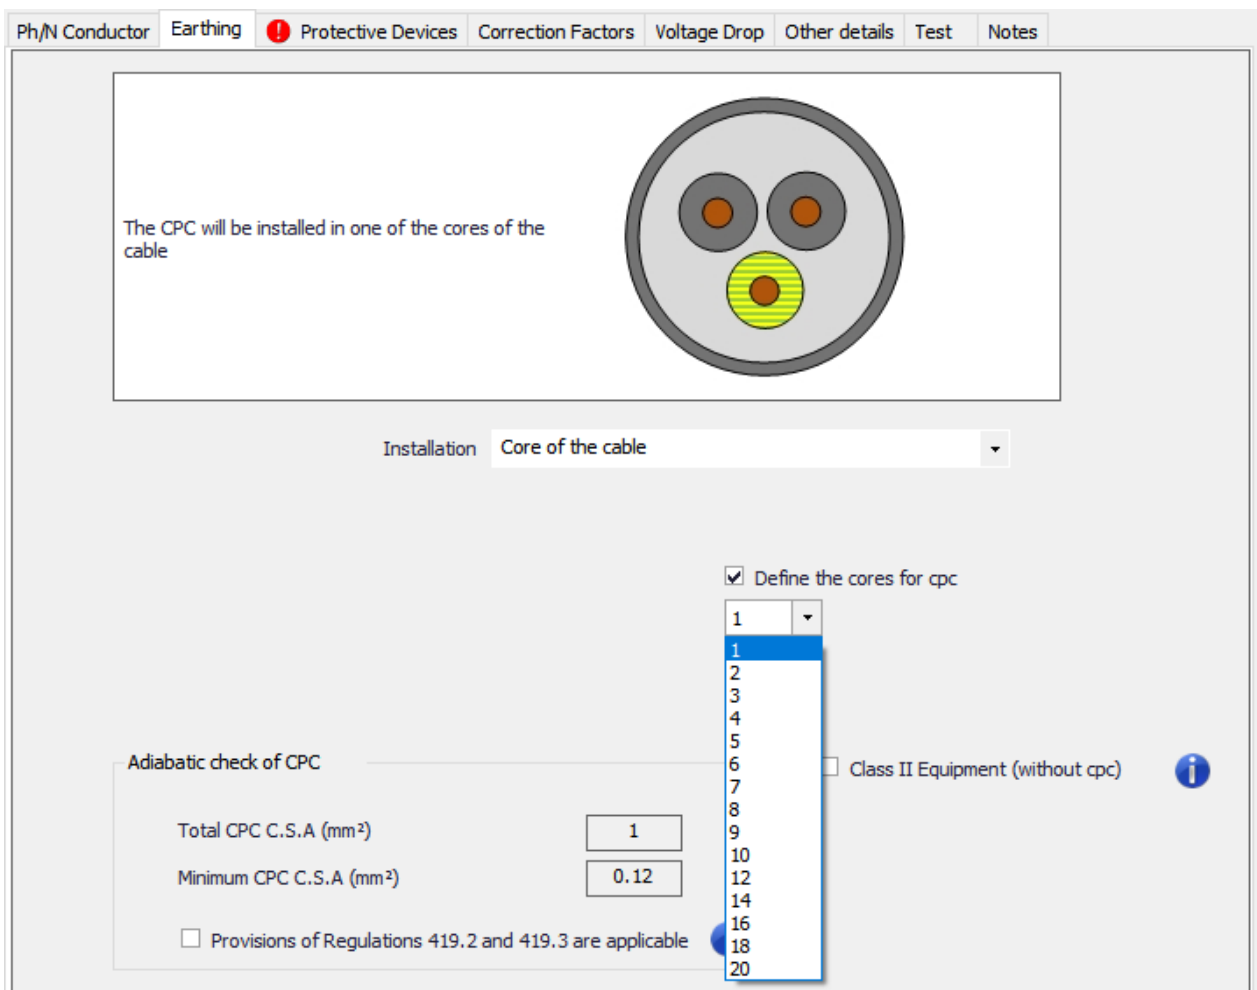 Ph/N Conductor Earthing ! Protective Devices Correction Factors Voltage Drop Other details Test Notes
The CPC will be installed in one of the cores of the
cable
Installation Core of the cable
Define the cores for cpc
1
1
2
3
4
5
6
7
8
9
10
12
14
16
18
20
Adiabatic check of CPC
Class II Equipment (without cpc) i
Total CPC C.S.A (mm²) 1
Minimum CPC C.S.A (mm²) 0.12
Provisions of Regulations 419.2 and 419.3 are applicable